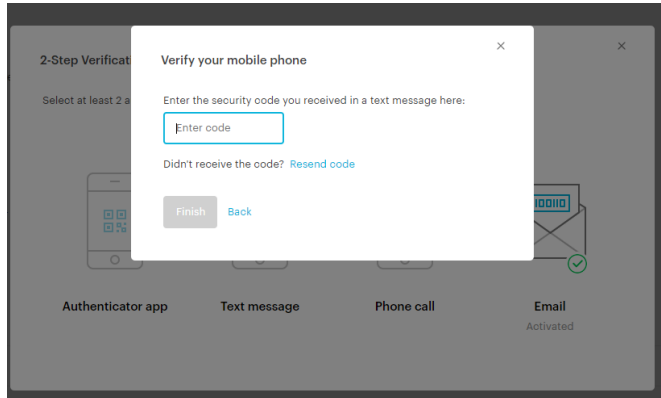 2-Step Verificati
Verify your mobile phone
Select at least 2 a
Enter the security code you received in a text message here:
Enter code
Didn't receive the code? Resend code
Finish Back
Authenticator app Text message Phone call Email
Activated